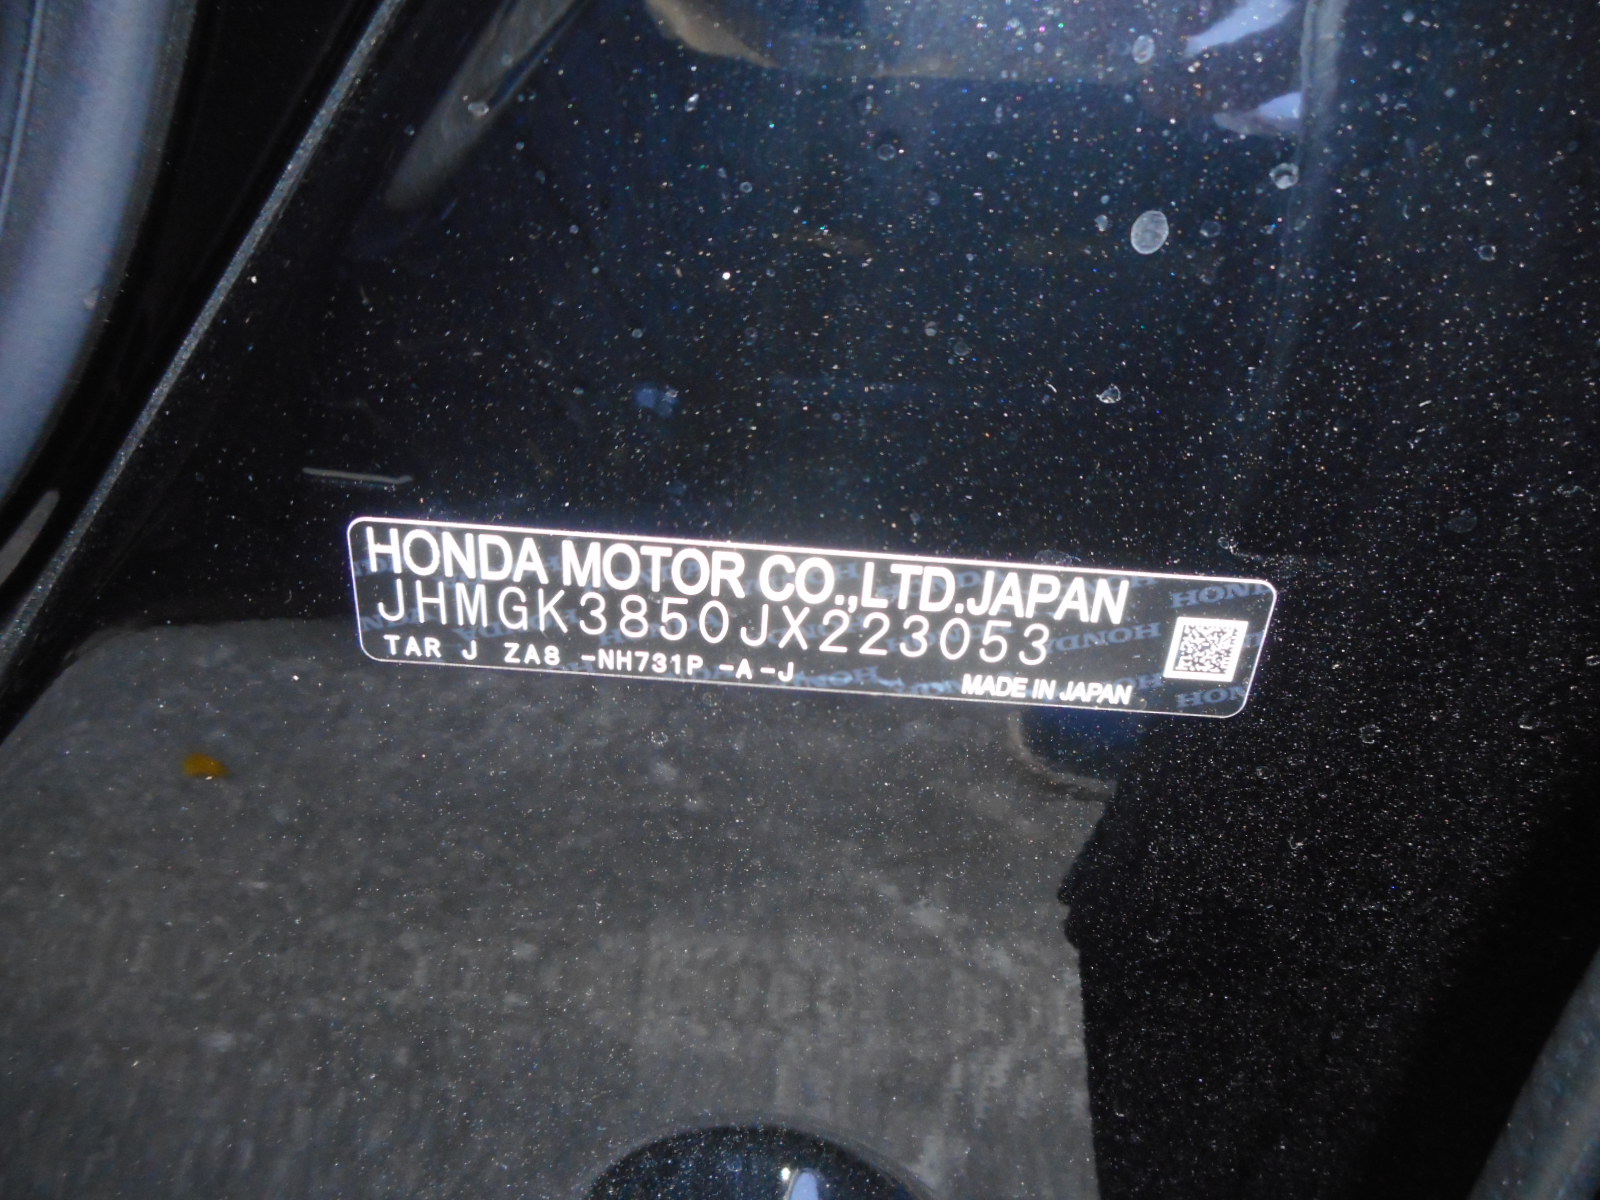 HONDA MOTOR CO.,LTD.JAPAN
JHMGK3850JX223053
TAR J ZA8 -NH731P -A-J
MADE IN JAPAN